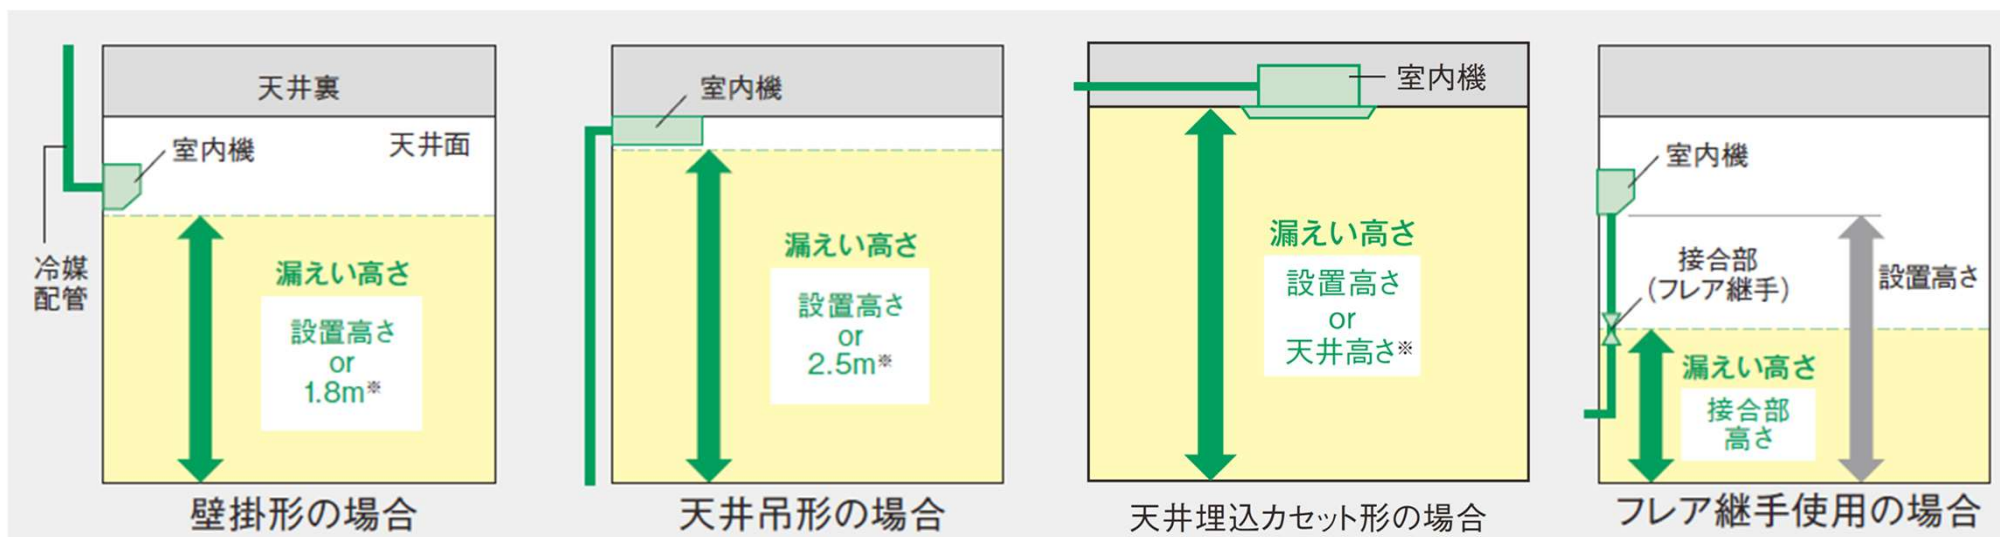 天井裏
室内機
天井面
冷媒
配管
漏えい高さ
設置高さ
or
1.8m※
壁掛形の場合
室内機
漏えい高さ
設置高さ
or
2.5m※
天井吊形の場合
室内機
漏えい高さ
設置高さ
or
天井高さ※
天井埋込カセット形の場合
室内機
接合部
(フレア継手)
設置高さ
漏えい高さ
接合部
高さ
フレア継手使用の場合